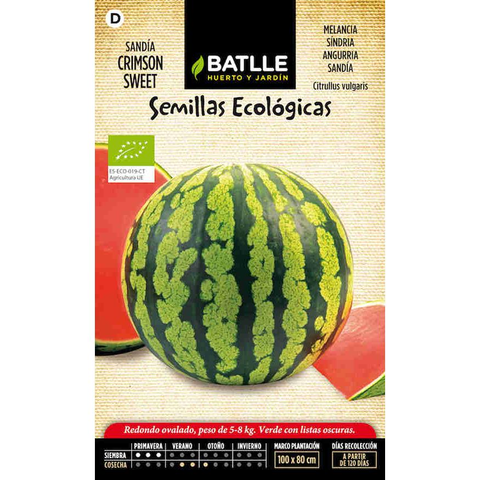 D
SANDÍA
CRIMSON
SWEET
BATLLE
HUERTO Y JARDÍN
MELANCIA
SÍNDRIA
ANGURRIA
SANDÍA
Citrullus vulgaris
Semillas Ecológicas
ES-ECO-019-CT
Agricultura UE
Redondo ovalado, peso de 5-8 kg. Verde con listas oscuras.
PRIMAVERA VERANO OTOÑO INVIERNO MARCO PLANTACIÓN DÍAS RECOLECCIÓN
SIEMBRA 100 x 80 cm A PARTIR
COSECHA DE 120 DÍAS